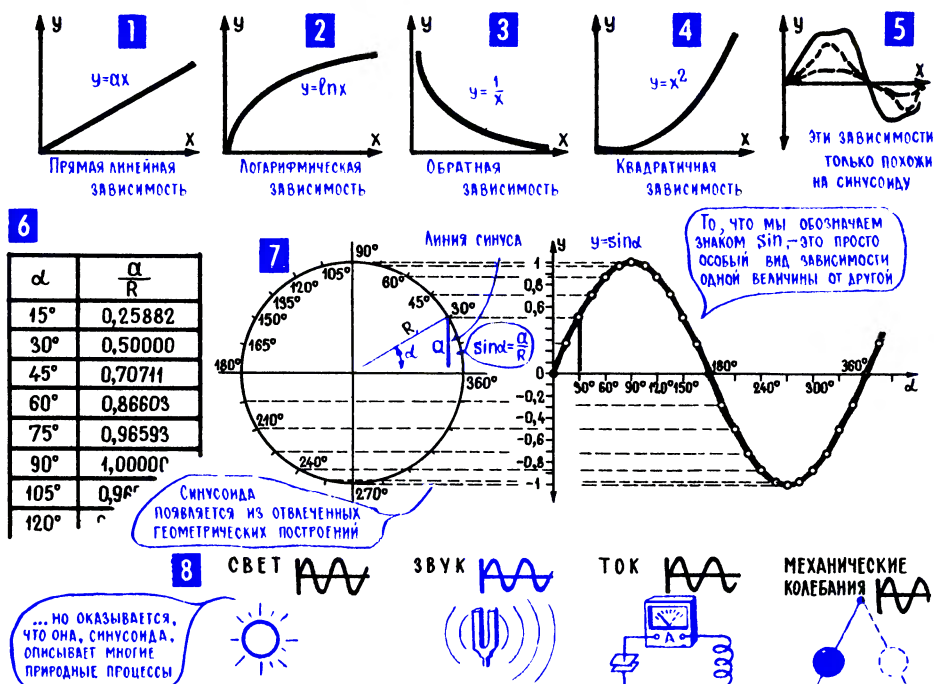 1
y
y=ax
x
Прямая линейная
зависимость
2
y
y=lnx
x
Логарифмическая
зависимость
3
y
y=1/x
x
Обратная
зависимость
4
y
y=x²
x
Квадратичная
зависимость
5
x
Эти зависимости
только похожи
на синусоиду
6
α a/R
15° 0,25882
30° 0,50000
45° 0,70711
60° 0,86603
75° 0,96593
90° 1,0000
105° 0,96
120°
7
Линия синуса
90°
105°
120°
135°
150°
165°
180°
210°
240°
270°
360°
60°
45°
30°
R
α
a
sinα=a/R
y
y=sinα
1
0,8
0,6
0
-0,2
-0,4
-0,6
-0,8
-1
30° 60° 90° 120° 150° 180° 240° 300° 360° α
То, что мы обозначаем
знаком sin,-это просто
особый вид зависимости
одной величины от другой
Синусоида
появляется из отвлеченных
геометрических построений
8
СВЕТ
ЗВУК
ТОК
МЕХАНИЧЕСКИЕ
КОЛЕБАНИЯ
А
...но оказывается,
что она, синусоида,
описывает многие
природные процессы